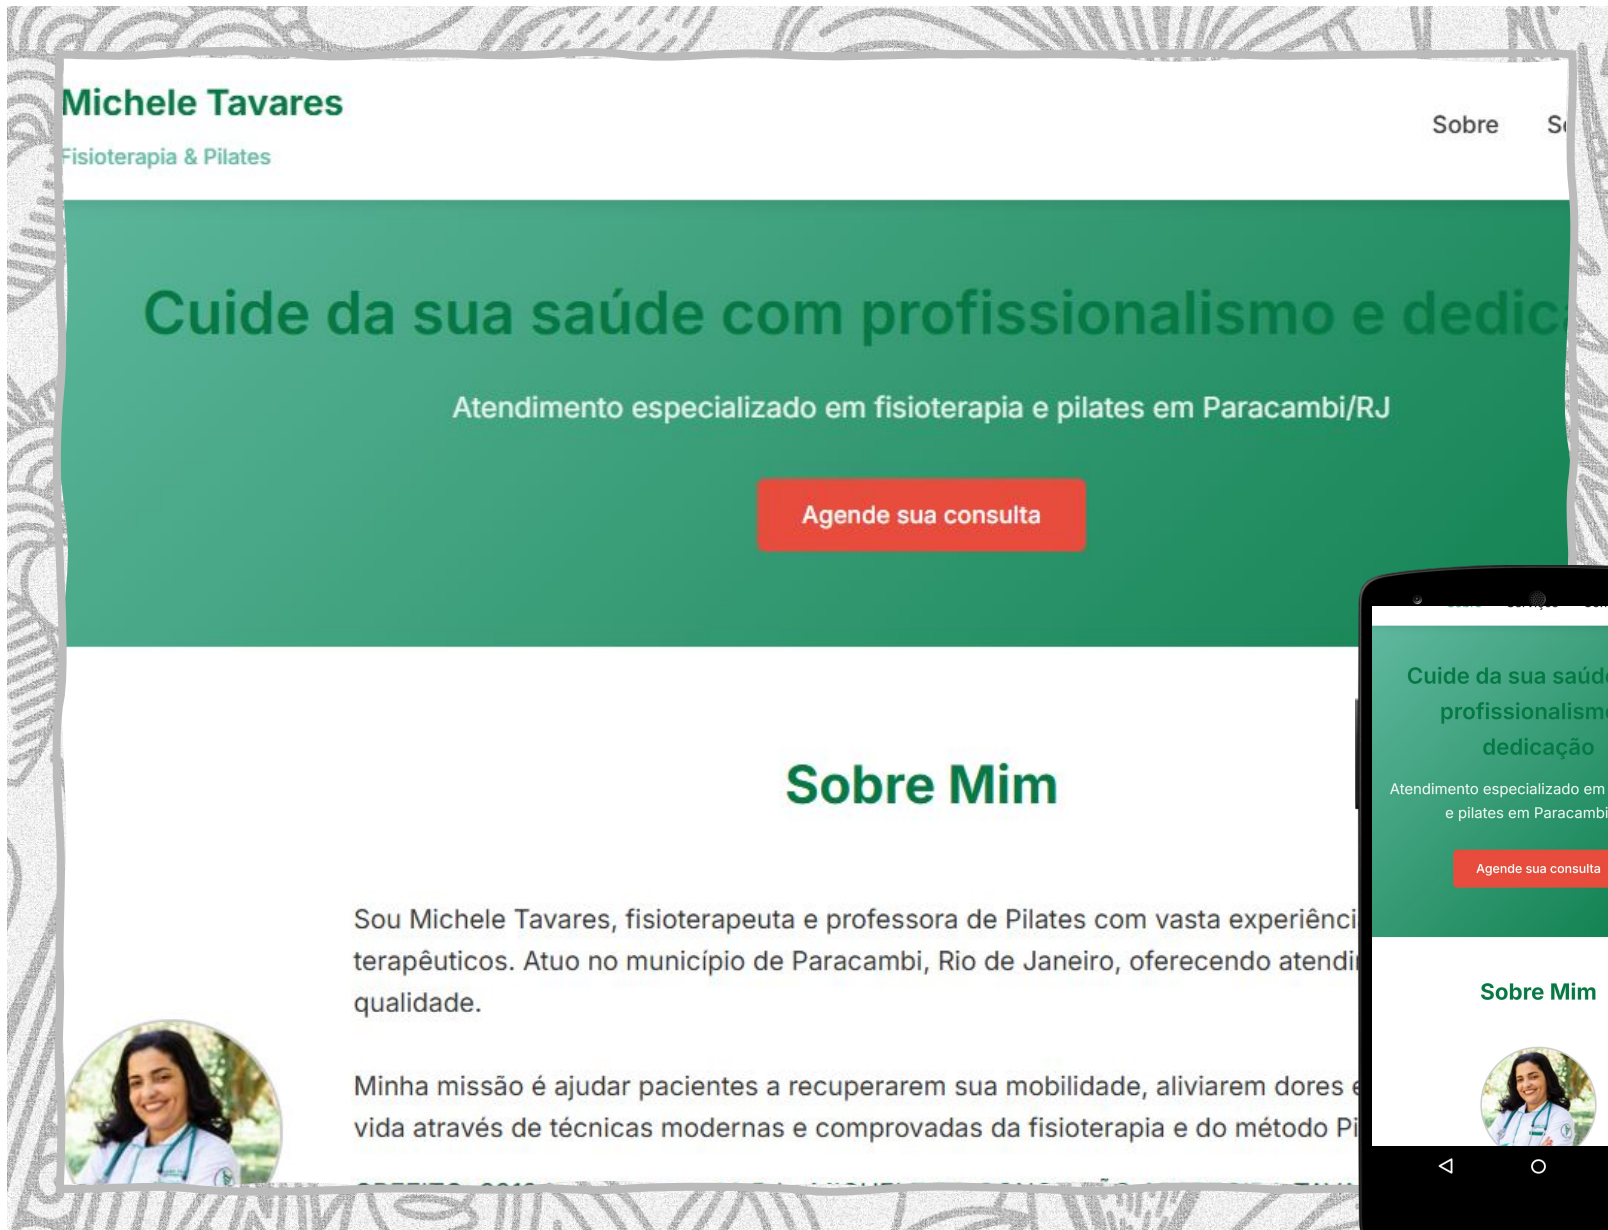 Michele Tavares
Sobre
Fisioterapia & Pilates
Cuide da sua saúde com profissionalismo e
Atendimento especializado em fisioterapia e pilates em Paracambi/RJ
Agende sua consulta
Sobre Mim
Sou Michele Tavares, fisioterapeuta e professora de Pilates com vasta
terapêuticos. Atuo no município de Paracambi, Rio de Janeiro, oferecendo
qualidade.
Minha missão é ajudar pacientes a recuperarem sua mobilidade, aliviarem dores
vida através de técnicas modernas e comprovadas da fisioterapia e do método
Cuide da sua
profissionalismo
dedicação
Atendimento especializado em
e pilates em Paracambi
Agende sua consulta
Sobre Mim